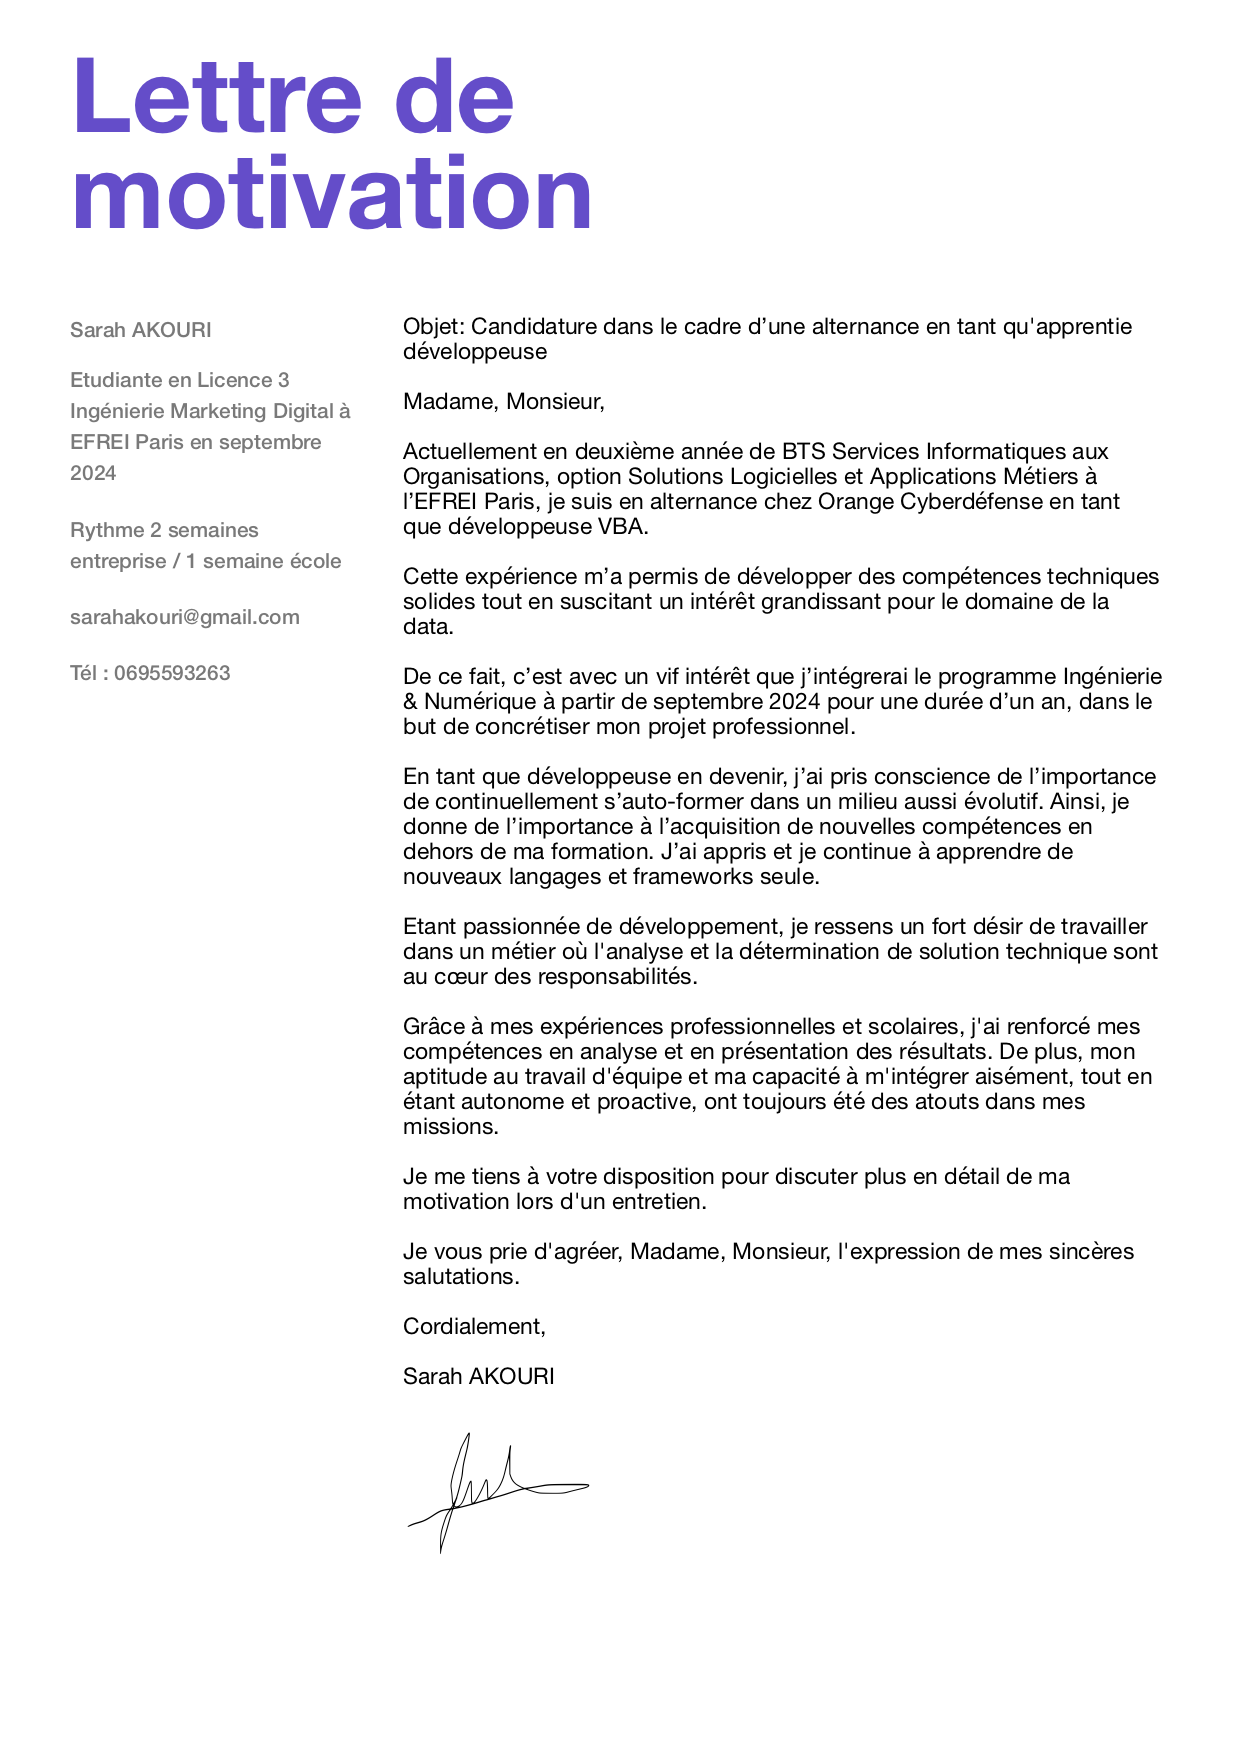 Lettre de
motivation
Sarah AKOURI
Etudiante en Licence 3
Ingénierie Marketing Digital à
EFREI Paris en septembre
2024
Rythme 2 semaines
entreprise / 1 semaine école
sarahakouri@gmail.com
Tél : 0695593263
Objet: Candidature dans le cadre d’une alternance en tant qu'apprentie
développeuse
Madame, Monsieur,
Actuellement en deuxième année de BTS Services Informatiques aux
Organisations, option Solutions Logicielles et Applications Métiers à
l’EFREI Paris, je suis en alternance chez Orange Cyberdéfense en tant
que développeuse VBA.
Cette expérience m’a permis de développer des compétences techniques
solides tout en suscitant un intérêt grandissant pour le domaine de la
data.
De ce fait, c’est avec un vif intérêt que j’intégrerai le programme Ingénierie
& Numérique à partir de septembre 2024 pour une durée d’un an, dans le
but de concrétiser mon projet professionnel.
En tant que développeuse en devenir, j’ai pris conscience de l’importance
de continuellement s’auto-former dans un milieu aussi évolutif. Ainsi, je
donne de l’importance à l’acquisition de nouvelles compétences en
dehors de ma formation. J’ai appris et je continue à apprendre de
nouveaux langages et frameworks seule.
Etant passionnée de développement, je ressens un fort désir de travailler
dans un métier où l'analyse et la détermination de solution technique sont
au cœur des responsabilités.
Grâce à mes expériences professionnelles et scolaires, j'ai renforcé mes
compétences en analyse et en présentation des résultats. De plus, mon
aptitude au travail d'équipe et ma capacité à m'intégrer aisément, tout en
étant autonome et proactive, ont toujours été des atouts dans mes
missions.
Je me tiens à votre disposition pour discuter plus en détail de ma
motivation lors d'un entretien.
Je vous prie d'agréer, Madame, Monsieur, l'expression de mes sincères
salutations.
Cordialement,
Sarah AKOURI